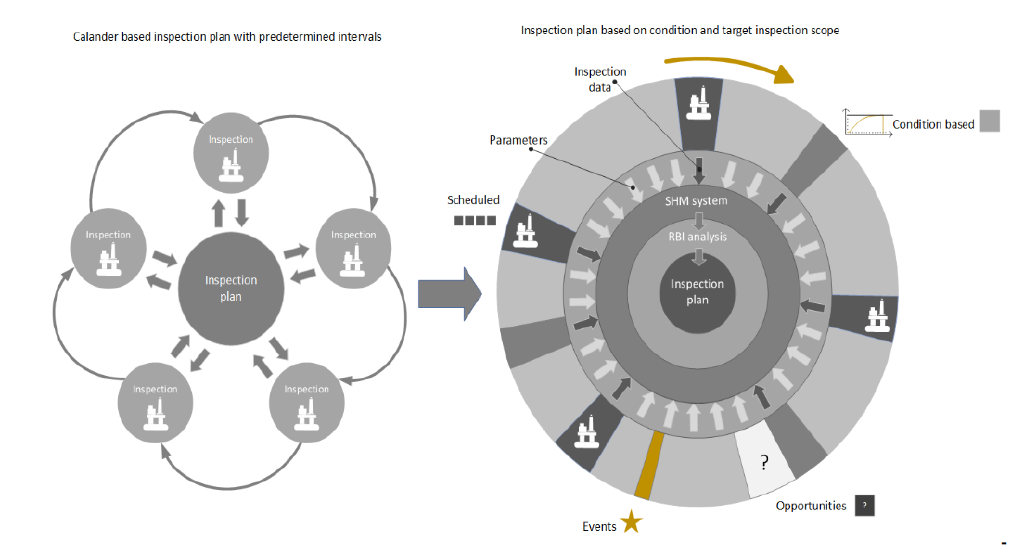 Calander based inspection plan with predetermined intervals
Inspection plan based on condition and target inspection scope
Inspection
Inspection
Inspection
Inspection
plan
Inspection
Inspection
Inspection
data
Parameters
Scheduled
Condition based
SHM system
RBI analysis
Inspection
plan
?
Opportunities
?
Events
-